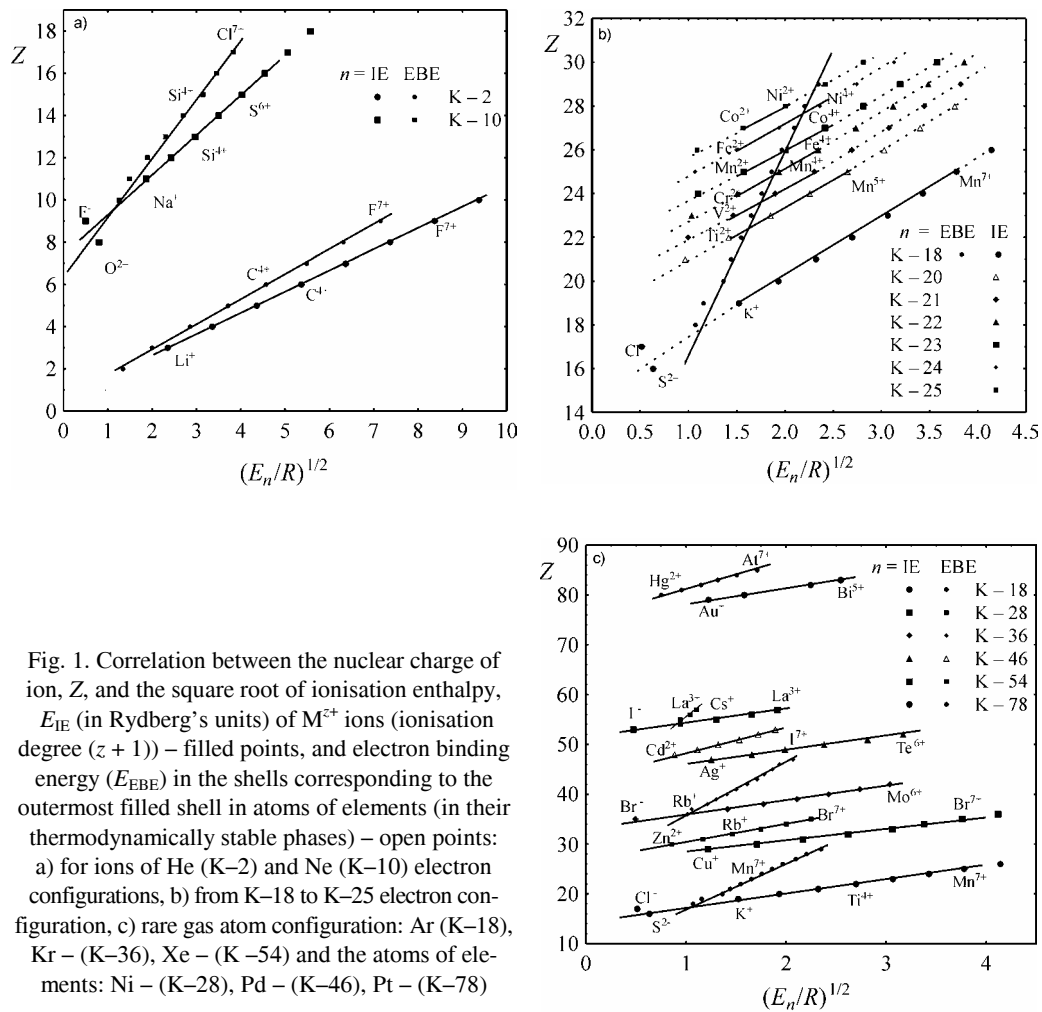 a)
Z
18
16
14
12
10
8
6
4
2
0
Cl7+
Si4+
S6+
Si4+
Na+
F-
O2–
F7+
F7+
C4+
C4+
Li+
n = IE EBE
K – 2
K – 10
0 1 2 3 4 5 6 7 8 9 10
(En/R)1/2
b)
Z
32
30
28
26
24
22
20
18
16
14
Ni2+
Ni4+
Co2+
Co4+
Fe2+
Fe4+
Mn2+
Mn4+
Cr2+
Mn5+
V2+
Mn7+
Ti2+
K+
Cl
S2–
n = EBE IE
K – 18
K – 20
K – 21
K – 22
K – 23
K – 24
K – 25
0.0 0.5 1.0 1.5 2.0 2.5 3.0 3.5 4.0 4.5
(En/R)1/2
c)
Z
90
80
70
60
50
40
30
20
10
At7+
Hg2+
Bi5+
Au+
La3+
Cs+
La3+
I-
I7+
Cd2+
Te6+
Ag+
Rb+
Br-
Mo6+
Rb+
Br7+
Br7+
Zn2+
Cu+
Mn7+
Mn7+
Cl-
K+
Ti4+
S2-
n = IE EBE
K – 18
K – 28
K – 36
K – 46
K – 54
K – 78
0 1 2 3 4
(En/R)1/2
Fig. 1. Correlation between the nuclear charge of
ion, Z, and the square root of ionisation enthalpy,
EIE (in Rydberg's units) of Mz+ ions (ionisation
degree (z + 1)) – filled points, and electron binding
energy (EEBE) in the shells corresponding to the
outermost filled shell in atoms of elements (in their
thermodynamically stable phases) – open points:
a) for ions of He (K–2) and Ne (K–10) electron
configurations, b) from K–18 to K–25 electron con-
figuration, c) rare gas atom configuration: Ar (K–18),
Kr – (K–36), Xe – (K –54) and the atoms of ele-
ments: Ni – (K–28), Pd – (K–46), Pt – (K–78)